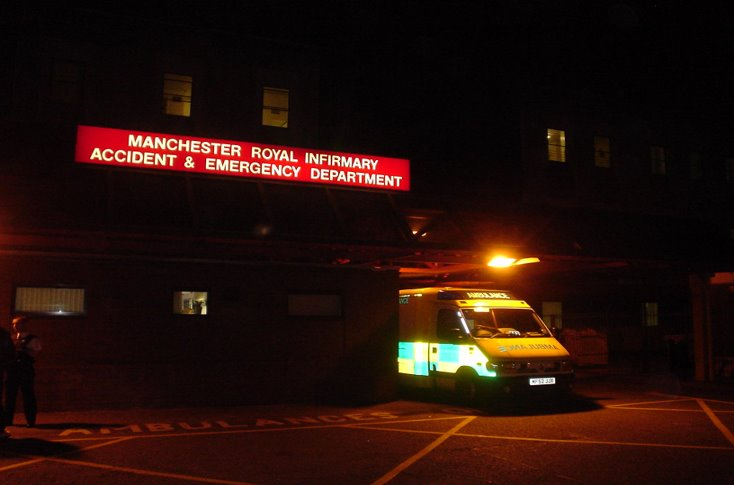 MANCHESTER ROYAL INFIRMARY
ACCIDENT & EMERGENCY DEPARTMENT
AMBULANCE
AMBULANCES